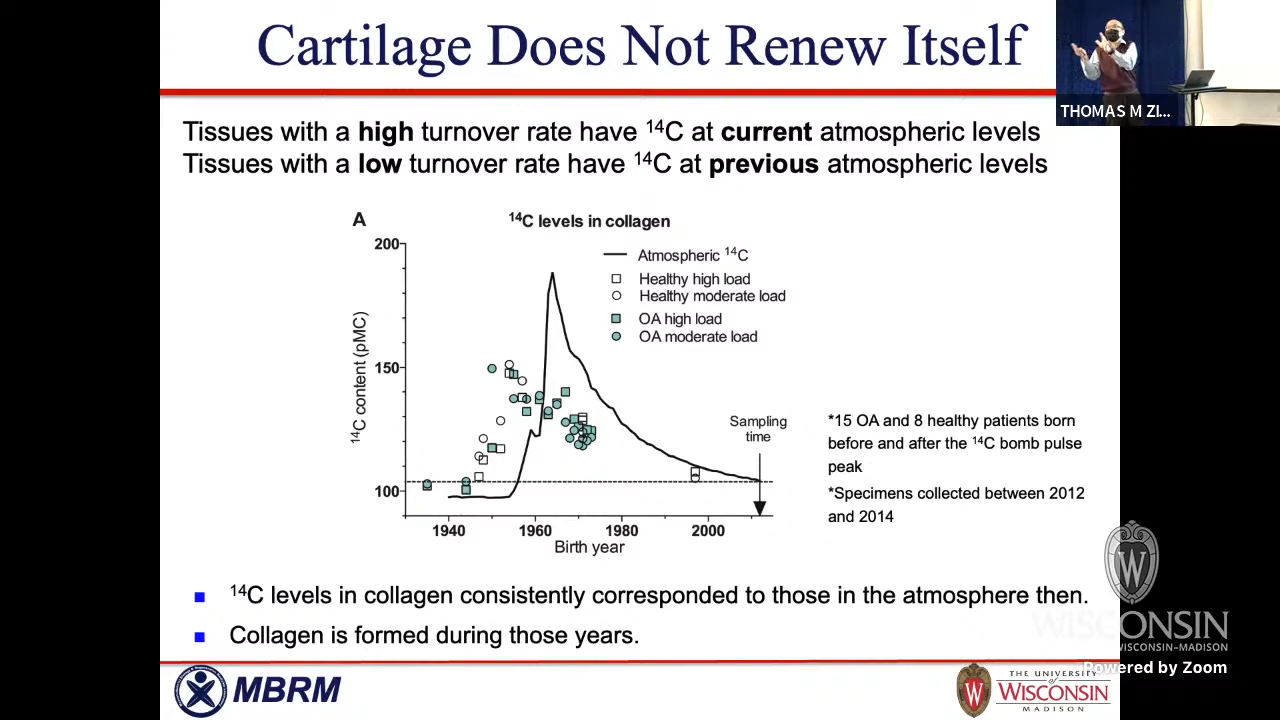 Cartilage Does Not Renew Itself
THOMAS M ZI...
Tissues with a high turnover rate have ¹⁴C at current atmospheric levels
Tissues with a low turnover rate have ¹⁴C at previous atmospheric levels
A
¹⁴C levels in collagen
200
150
100
¹⁴C content (pMC)
Atmospheric ¹⁴C
Healthy high load
Healthy moderate load
OA high load
OA moderate load
Sampling
time
1940
1960
1980
2000
Birth year
*15 OA and 8 healthy patients born
before and after the ¹⁴C bomb pulse
peak
*Specimens collected between 2012
and 2014
¹⁴C levels in collagen consistently corresponded to those in the atmosphere then.
Collagen is formed during those years.
W
WISCONSIN
WISCONSIN-MADISON
Powered by Zoom
MBRM
W
THE UNIVERSITY
of
WISCONSIN
MADISON